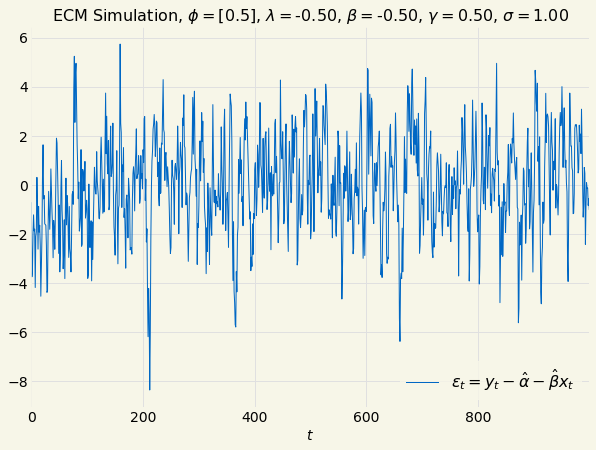 ECM Simulation, ϕ = [0.5], λ = -0.50, β = -0.50, γ = 0.50, σ = 1.00
6
4
2
0
−2
−4
−6
−8
εₜ = yₜ − α̂ − β̂xₜ
0 200 400 600 800
t